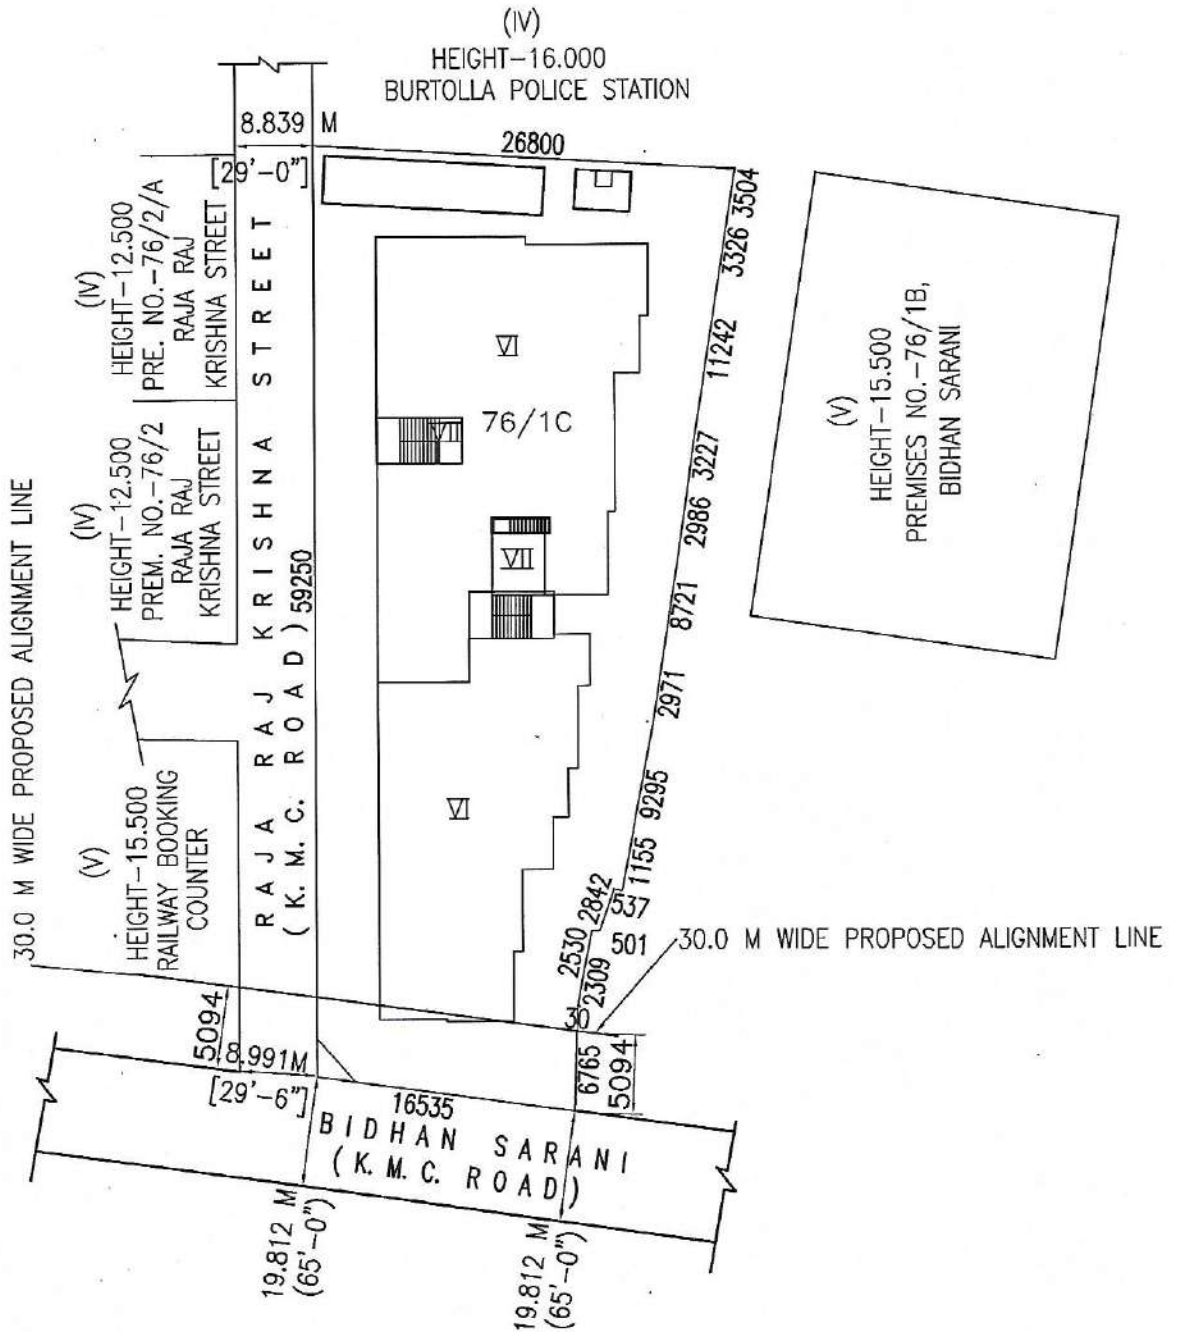 (IV)
HEIGHT-16.000
BURTOLLA POLICE STATION
8.839 M
[29'-0"]
26800
3504
3326
11242
3227
2986
8721
2971
9295
1155
537
2842
501
2530
2309
30
(IV)
HEIGHT-12.500
PRE. NO.-76/2/A
RAJA RAJ
KRISHNA STREET
(IV)
HEIGHT-12.500
PREM. NO.-76/2
RAJA RAJ
KRISHNA STREET
(V)
HEIGHT-15.500
RAILWAY BOOKING
COUNTER
30.0 M WIDE PROPOSED ALIGNMENT LINE
RAJA RAJ KRISHNA STREET
(K. M. C. ROAD)
59250
VI
76/1C
VII
VII
VI
(V)
HEIGHT-15.500
PREMISES NO.-76/1B,
BIDHAN SARANI
30.0 M WIDE PROPOSED ALIGNMENT LINE
5094
8.991M
[29'-6"]
16535
6765
5094
BIDHAN SARANI
(K. M. C. ROAD)
19.812 M
(65'-0")
19.812 M
(65'-0")